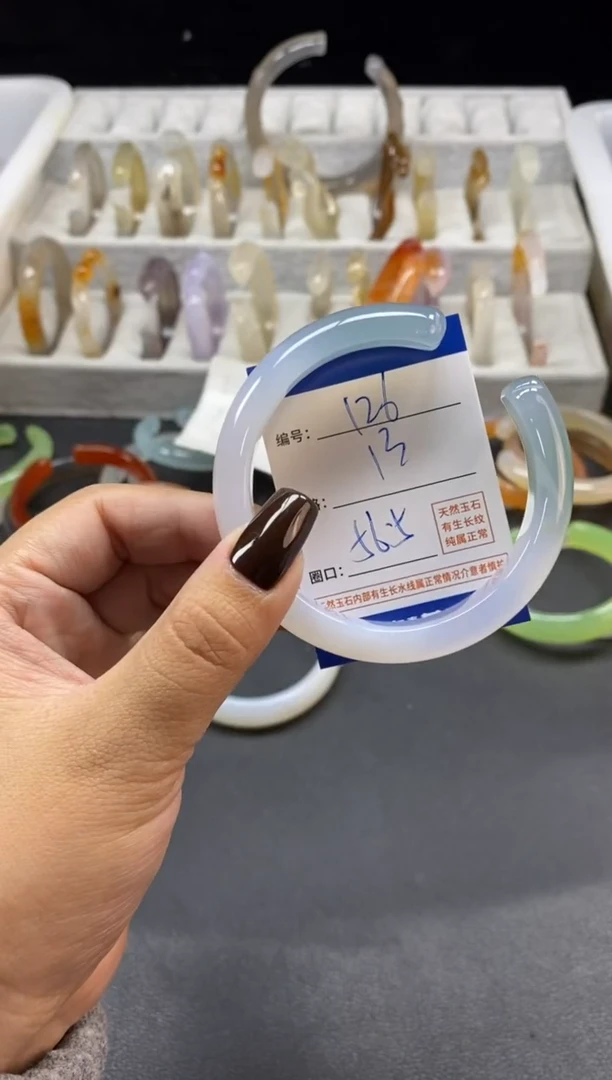 编号: 126
格: 13
圈口: 56.5
天然玉石
有生长纹
纯属正常
然玉石内部有生长水线属正常情况介意者慎拍